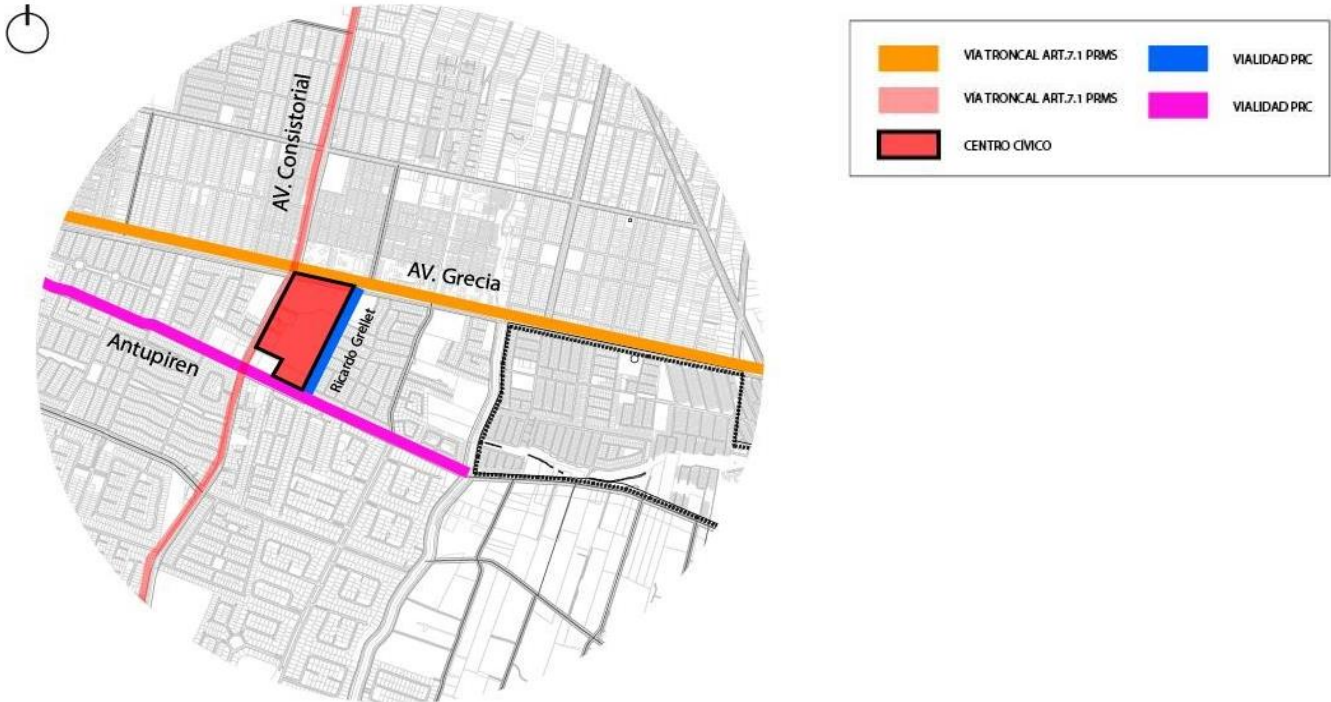 AV. Consistorial
AV. Grecia
Antupiren
Ricardo Grellet
VÍA TRONCAL ART.7.1 PRMS
VIALIDAD PRC
VÍA TRONCAL ART.7.1 PRMS
VIALIDAD PRC
CENTRO CÍVICO